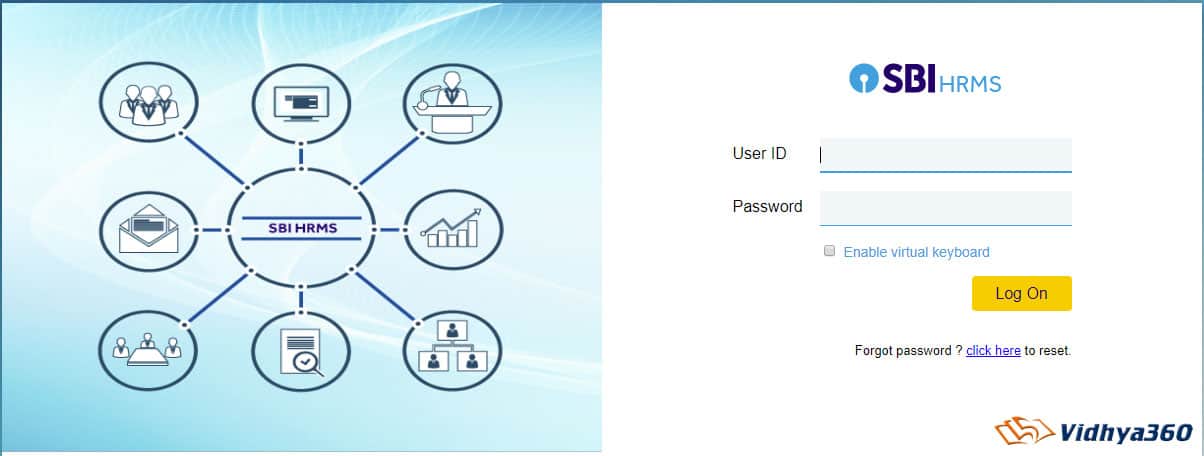 SBI HRMS
SBI HRMS
User ID
Password
Enable virtual keyboard
Log On
Forgot password ? click here to reset.
Vidhya360